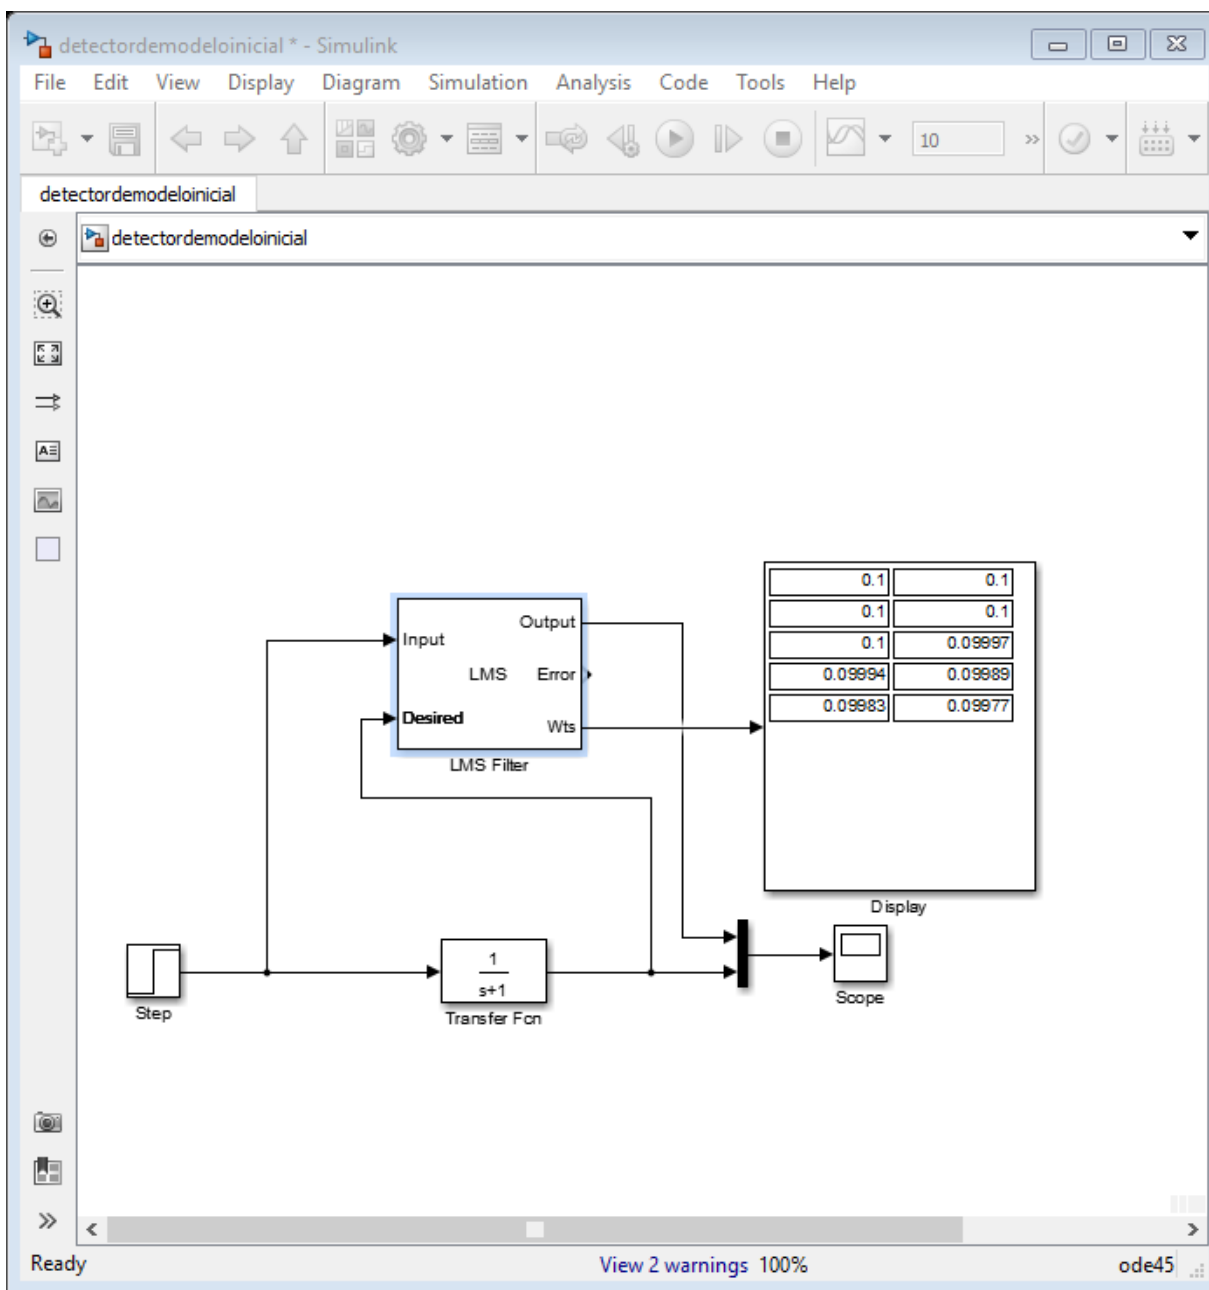 detectordemodeloinicial * - Simulink
File Edit View Display Diagram Simulation Analysis Code Tools Help
10 »
detectordemodeloinicial
detectordemodeloinicial
0.1 0.1
0.1 0.1
0.1 0.09997
0.09994 0.09989
0.09983 0.09977
Output
Input
LMS Error
Desired
Wts
LMS Filter
Display
1
s+1
Step
Transfer Fcn
Scope
Ready View 2 warnings 100% ode45